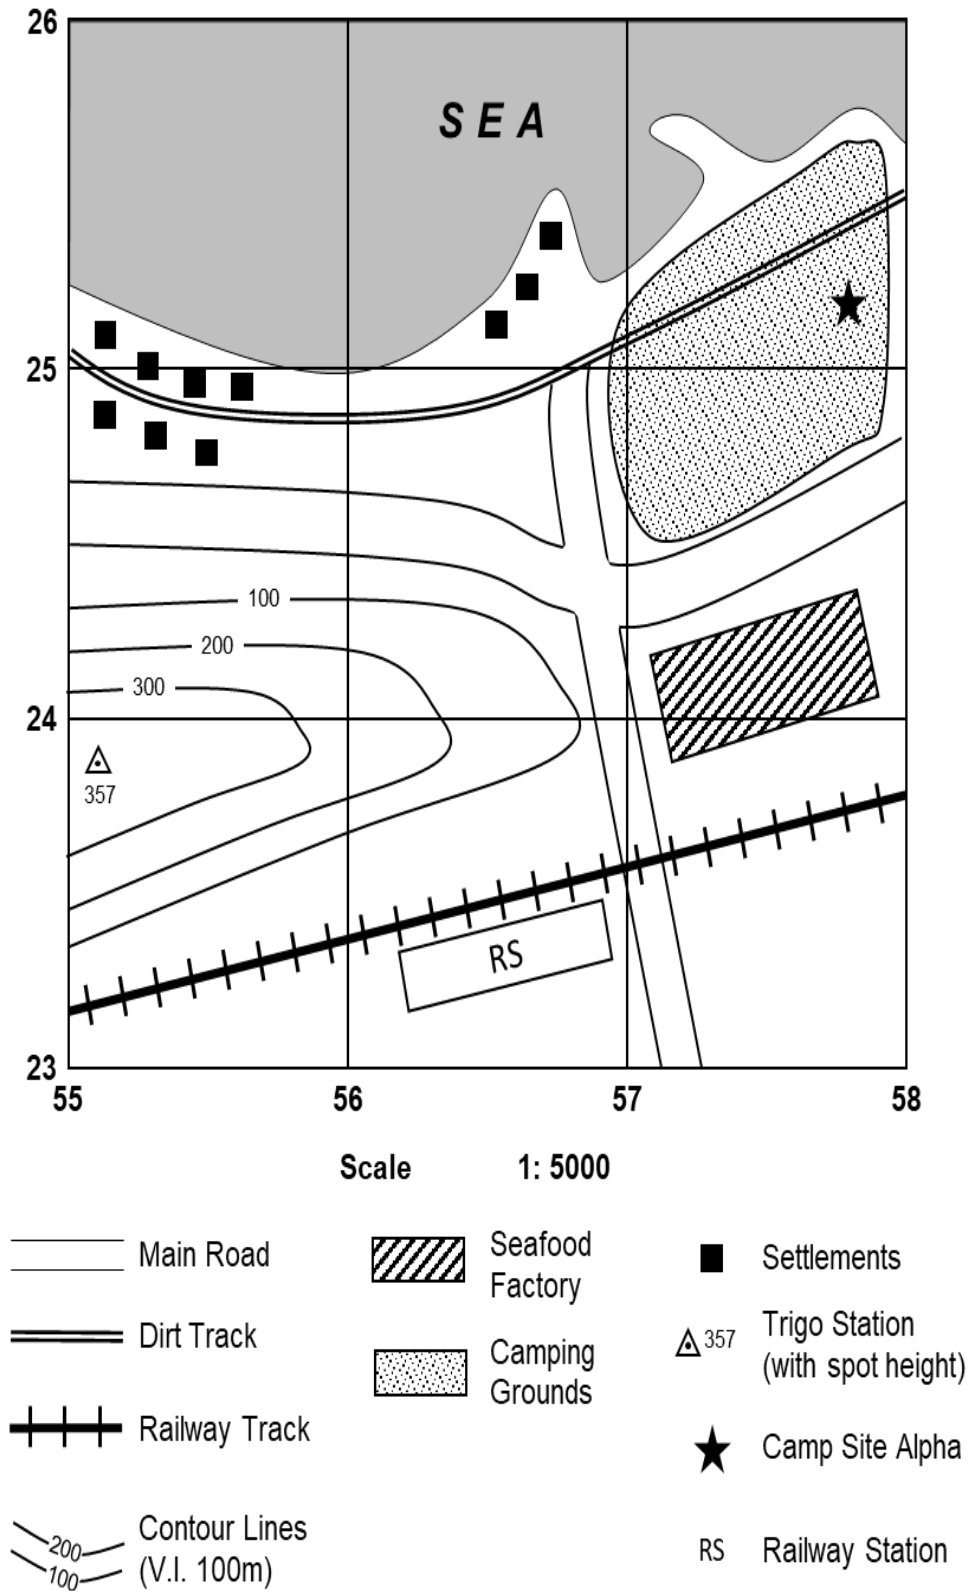 26
SEA
25
100
200
300
24
357
RS
23
55 56 57 58
Scale 1: 5000
Main Road
Seafood
Factory
Settlements
Dirt Track
Camping
Grounds
357
Trigo Station
(with spot height)
Railway Track
Camp Site Alpha
200
100
Contour Lines
(V.I. 100m)
RS
Railway Station